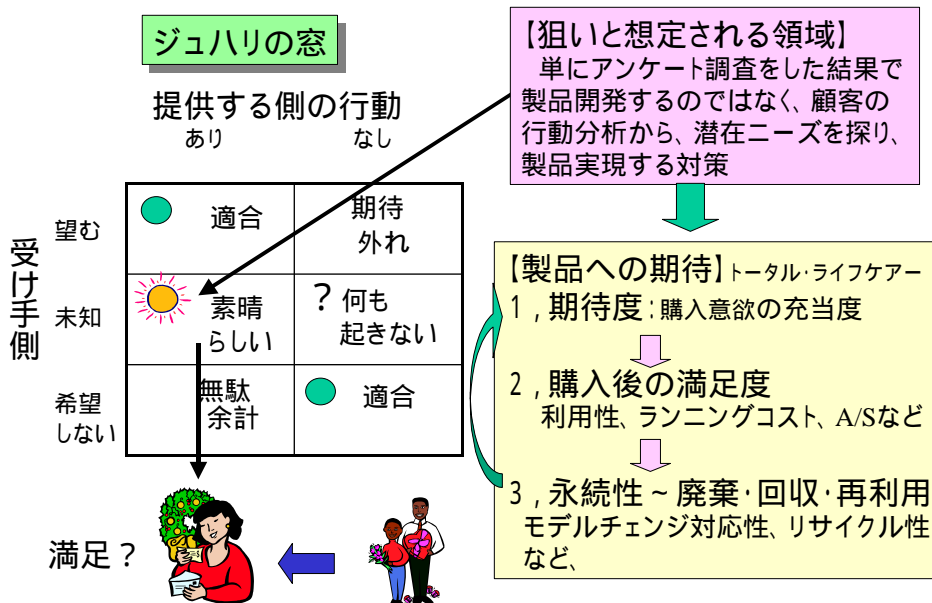 ジュハリの窓
提供する側の行動
あり なし
受け手側
望む
適合
期待
外れ
未知
素晴
らしい
?何も
起きない
希望
しない
無駄
余計
適合
満足?
【狙いと想定される領域】
単にアンケート調査をした結果で
製品開発するのではなく、顧客の
行動分析から、潜在ニーズを探り、
製品実現する対策
【製品への期待】トータル・ライフケアー
1,期待度:購入意欲の充当度
2,購入後の満足度
利用性、ランニングコスト、A/Sなど
3,永続性~廃棄・回収・再利用
モデルチェンジ対応性、リサイクル性
など、